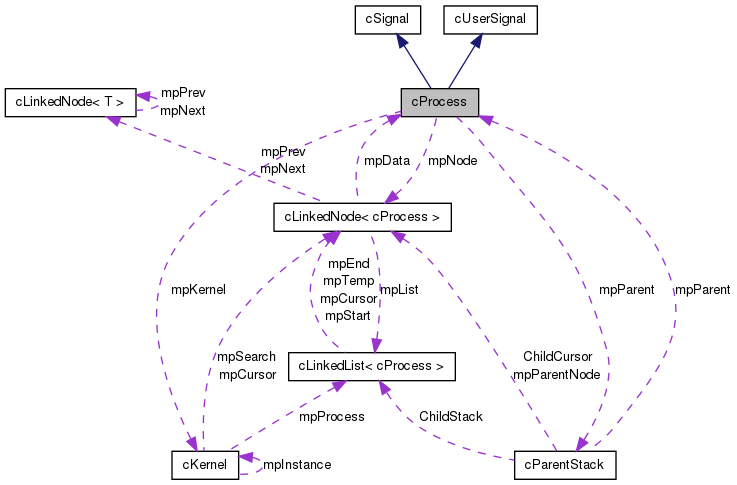 cSignal
cUserSignal
cLinkedNode< T >
mpPrev
mpNext
cProcess
mpPrev
mpNext
mpData
mpNode
cLinkedNode< cProcess >
mpKernel
mpEnd
mpTemp
mpCursor
mpStart
mpList
mpParent
mpParent
mpSearch
mpCursor
cLinkedList< cProcess >
ChildCursor
mpParentNode
mpProcess
ChildStack
cKernel
mpInstance
cParentStack